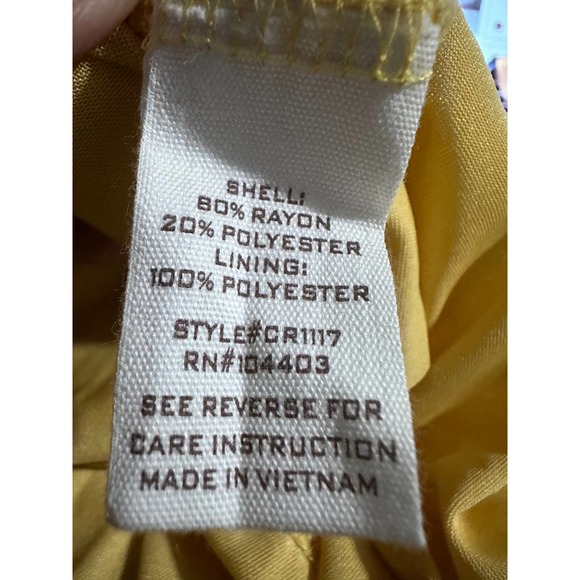 SHELL:
80% RAYON
20% POLYESTER
LINING:
100% POLYESTER
STYLE#CR1117
RN#104403
SEE REVERSE FOR
CARE INSTRUCTION
MADE IN VIETNAM